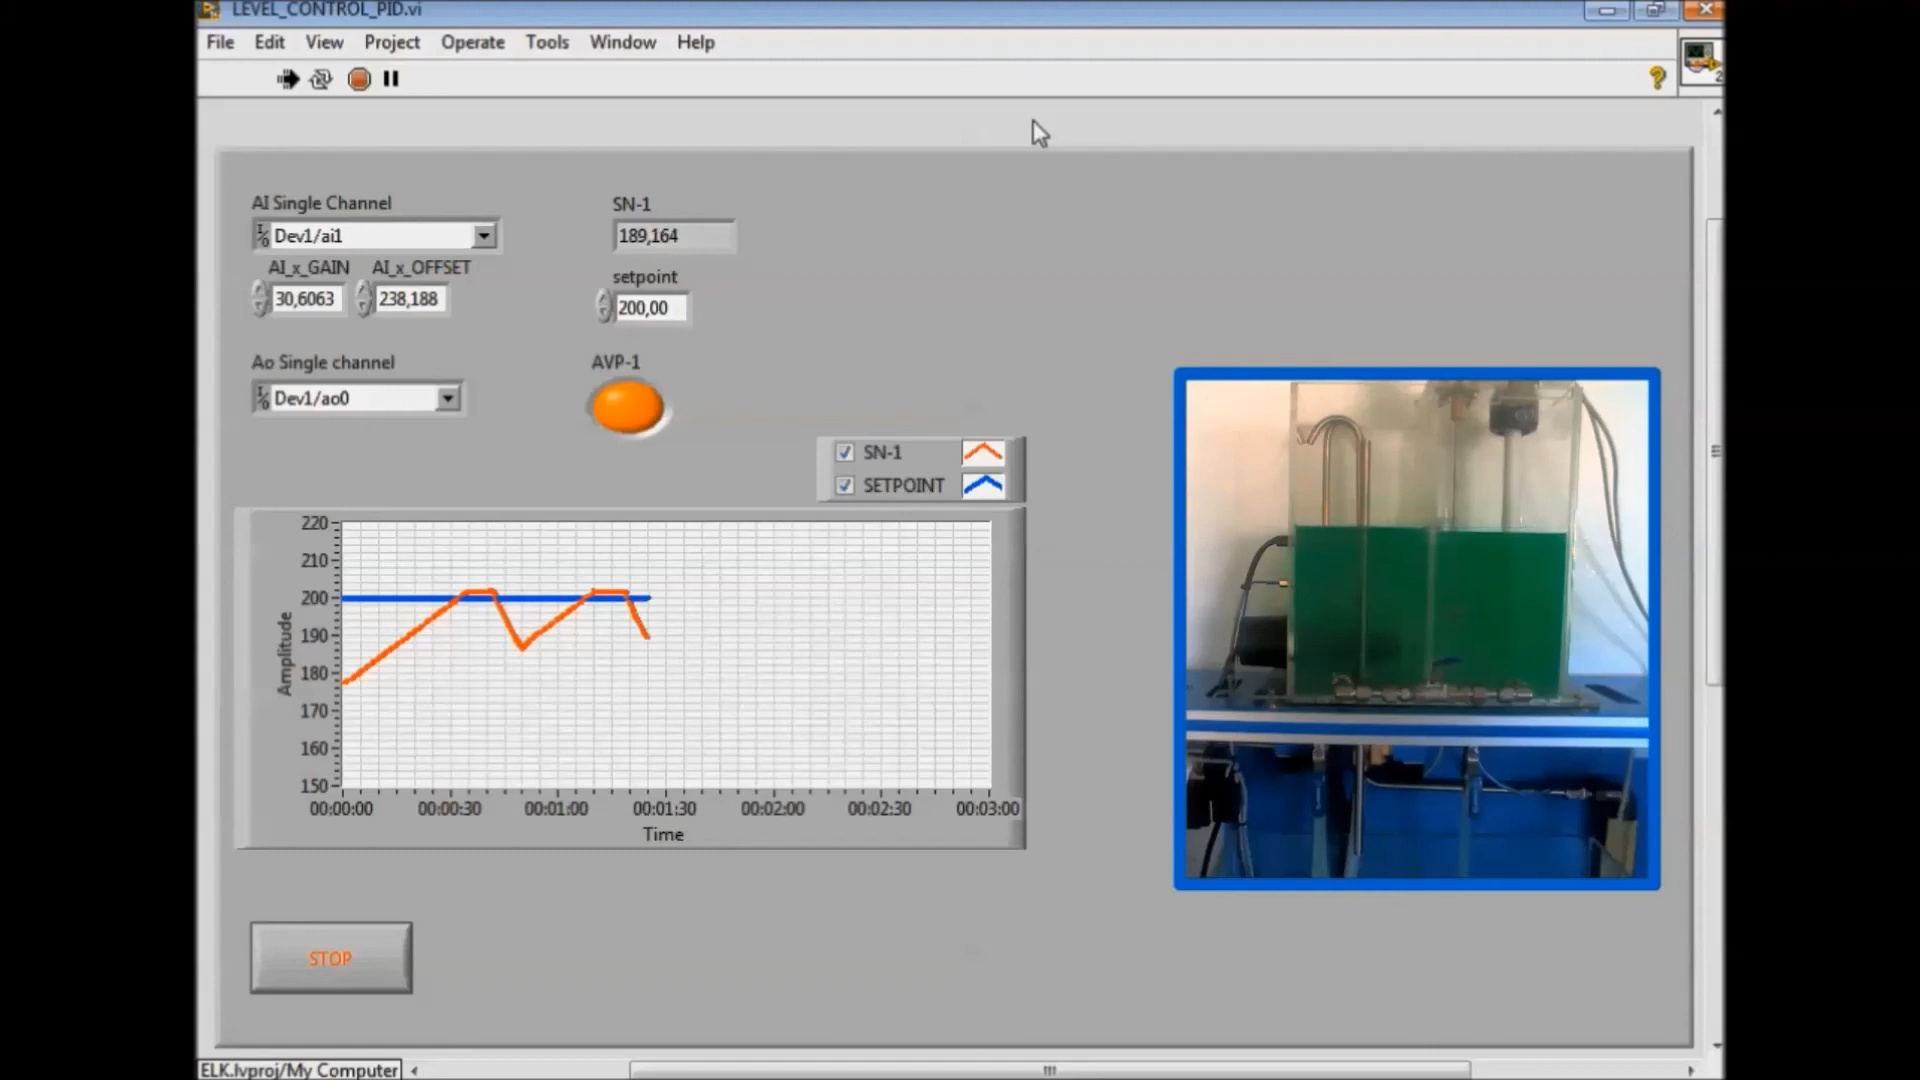 LEVEL_CONTROL_PID.vi
File Edit View Project Operate Tools Window Help
2
AI Single Channel
Dev1/ai1
AI_x_GAIN AI_x_OFFSET
30,6063 238,188
SN-1
189,164
setpoint
200,00
Ao Single channel
Dev1/ao0
AVP-1
SN-1
SETPOINT
220
210
200
190
180
170
160
150
Amplitude
00:00:00 00:00:30 00:01:00 00:01:30 00:02:00 00:02:30 00:03:00
Time
STOP
ELK.lvproj/My Computer